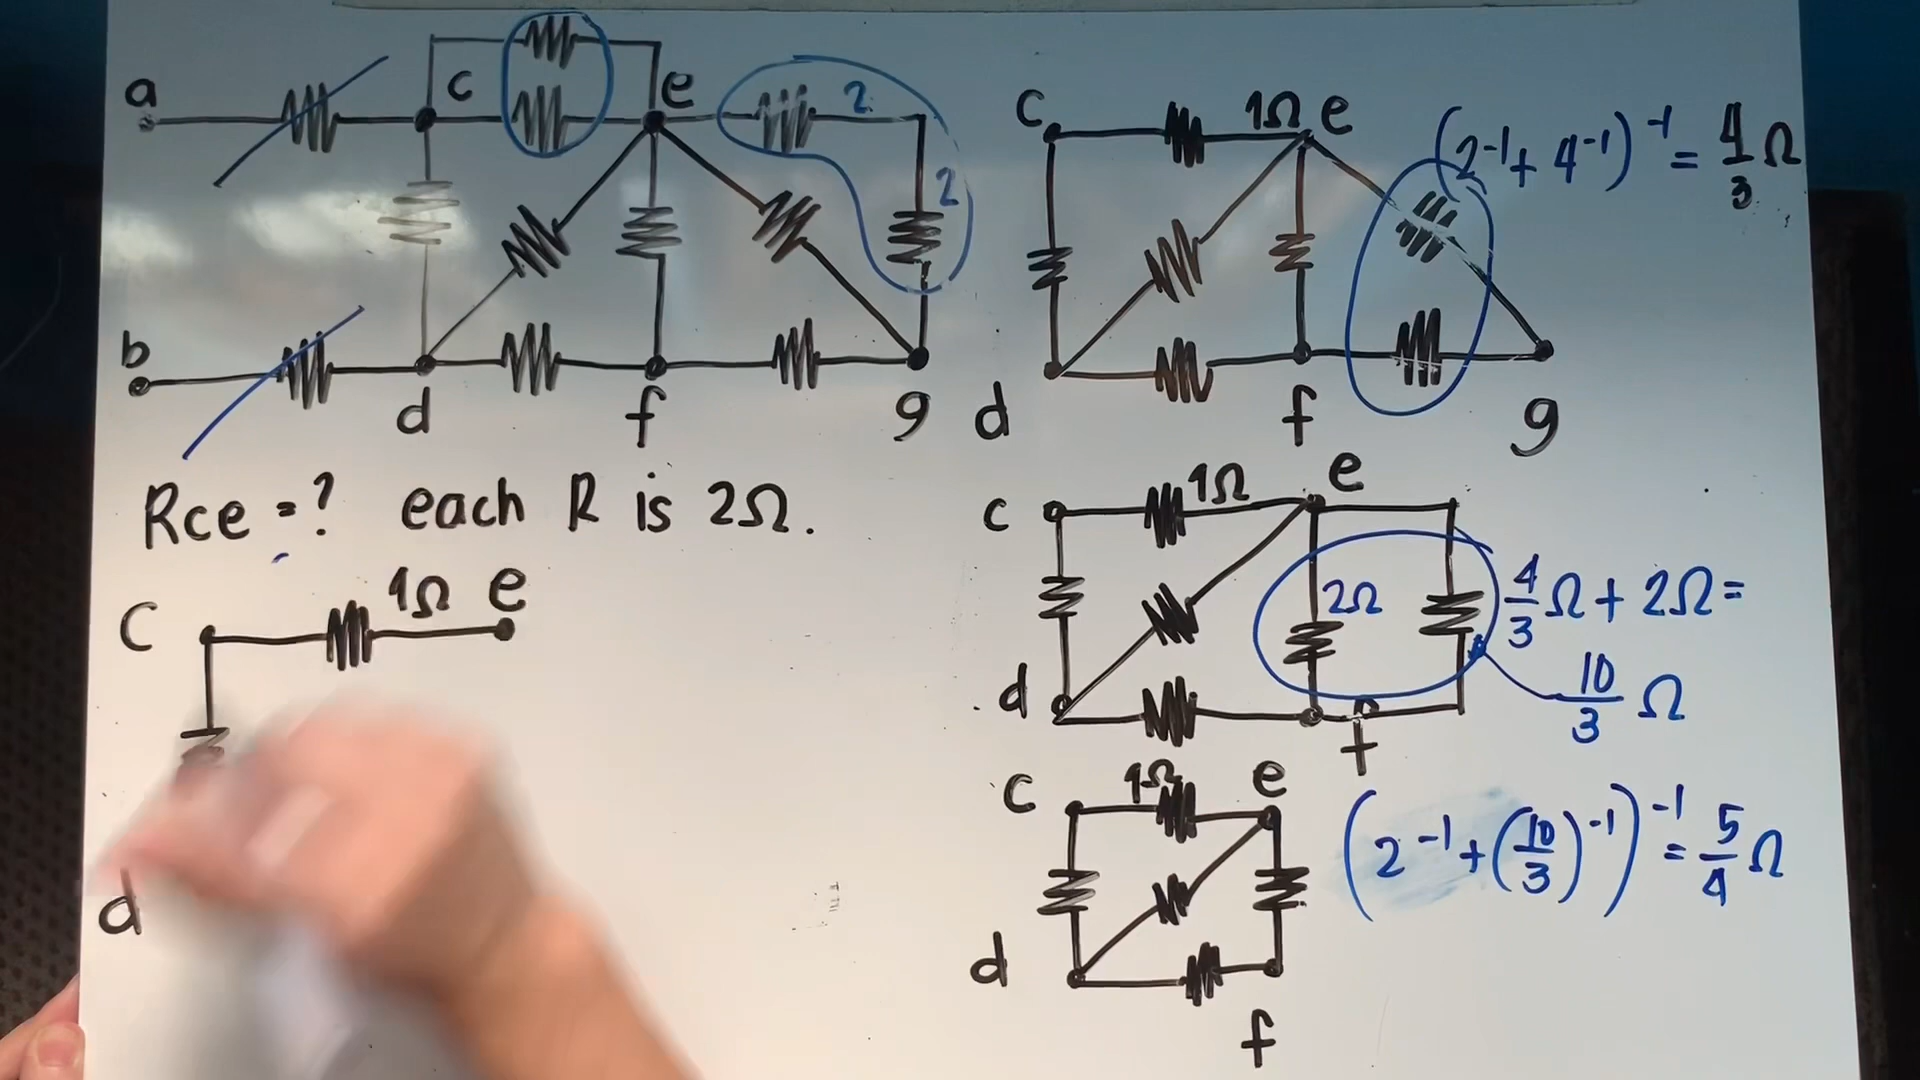 a
c
e
2
2
b
d
f
g
Rce = ? each R is 2Ω.
C
1Ω
e
d
c
1Ω
e
(2⁻¹ + 4⁻¹)⁻¹ = 4/3 Ω
d
f
g
c
1Ω
e
2Ω
4/3 Ω + 2Ω =
10/3 Ω
d
f
c
1Ω
e
(2⁻¹ + (10/3)⁻¹)⁻¹ = 5/4 Ω
d
f